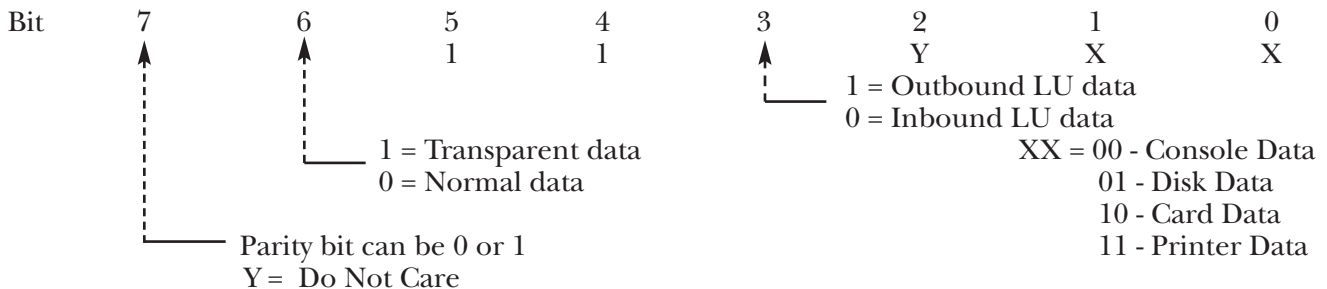 Bit 7 6 5 4 3 2 1 0
1 1 Y X X
1 = Outbound LU data
0 = Inbound LU data
1 = Transparent data
0 = Normal data
XX = 00 - Console Data
01 - Disk Data
10 - Card Data
11 - Printer Data
Parity bit can be 0 or 1
Y = Do Not Care